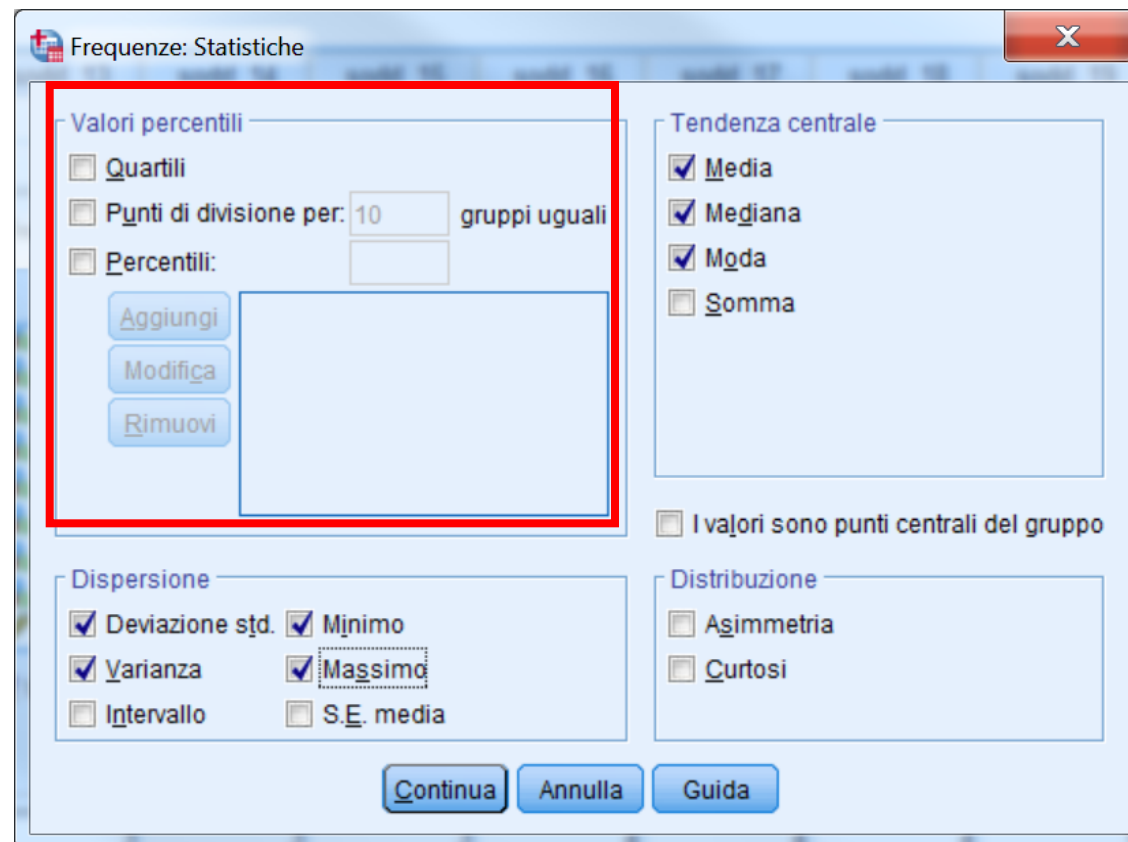 Frequenze: Statistiche
Valori percentili
Quartili
Punti di divisione per: 10 gruppi uguali
Percentili:
Aggiungi
Modifica
Rimuovi
Tendenza centrale
Media
Mediana
Moda
Somma
I valori sono punti centrali del gruppo
Dispersione
Deviazione std. Minimo
Varianza Massimo
Intervallo S.E. media
Distribuzione
Asimmetria
Curtosi
Continua Annulla Guida